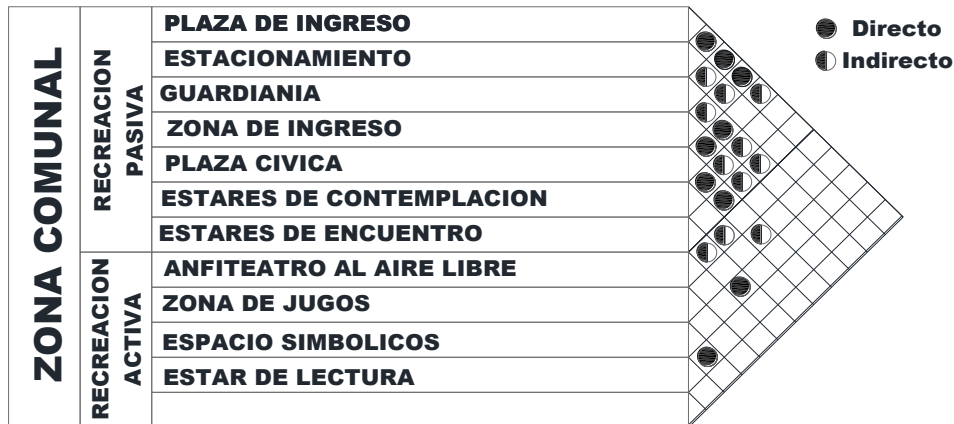 ZONA COMUNAL
RECREACION
PASIVA
PLAZA DE INGRESO
ESTACIONAMIENTO
GUARDIANIA
ZONA DE INGRESO
PLAZA CIVICA
ESTARES DE CONTEMPLACION
ESTARES DE ENCUENTRO
RECREACION
ACTIVA
ANFITEATRO AL AIRE LIBRE
ZONA DE JUGOS
ESPACIO SIMBOLICOS
ESTAR DE LECTURA
Directo
Indirecto